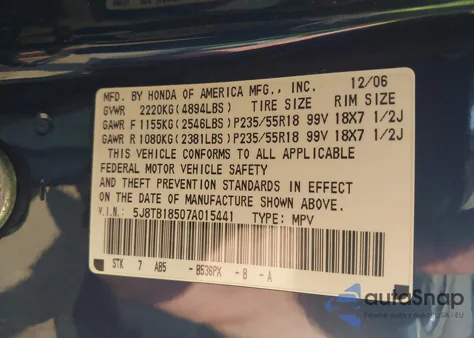 MFD. BY HONDA OF AMERICA MFG., INC. 12/06
GVWR 2220KG(4894LBS) TIRE SIZE RIM SIZE
GAWR F 1155KG(2546LBS) P235/55R18 99V 18X7 1/2J
GAWR R 1080KG(2381LBS) P235/55R18 99V 18X7 1/2J
THIS VEHICLE CONFORMS TO ALL APPLICABLE
FEDERAL MOTOR VEHICLE SAFETY
AND THEFT PREVENTION STANDARDS IN EFFECT
ON THE DATE OF MANUFACTURE SHOWN ABOVE.
V.I.N.: 5J8TB18507A015441 TYPE: MPV
STK 7 AB5 -B536PX -B -A
autoSnap